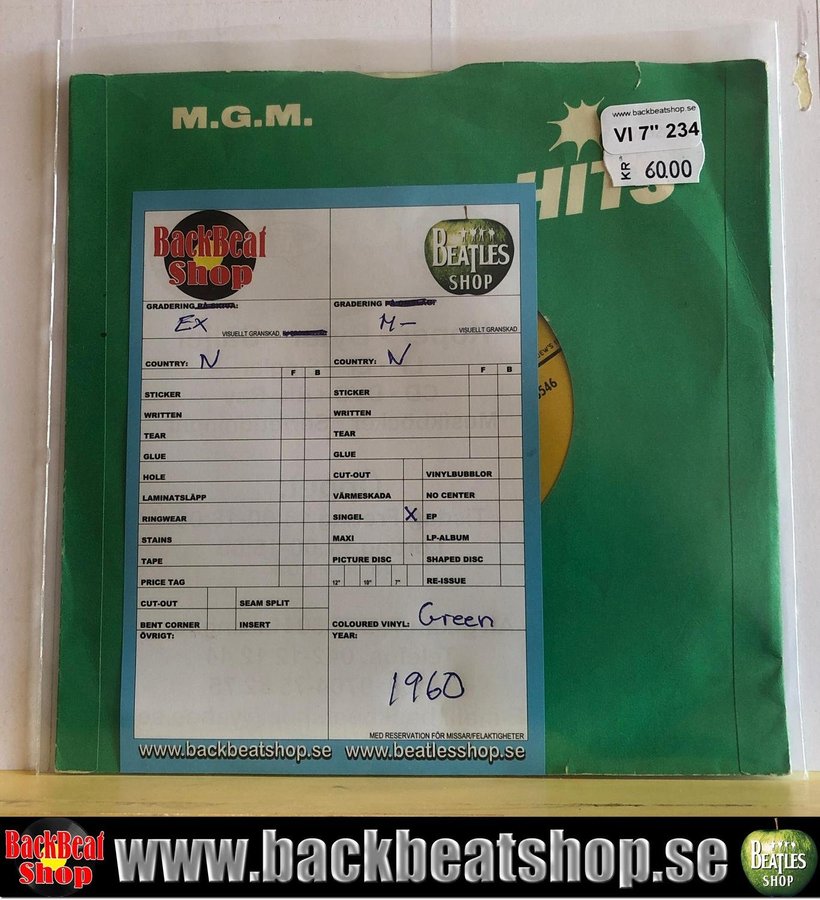 M.G.M.
HITS
www.backbeatshop.se
VI 7" 234
KR 60.00
BackBeat
Shop
BEATLES
SHOP
GRADERING
EX
VISUELLT GRANSKAD,
GRADERING
M-
VISUELLT GRANSKAD
COUNTRY: N
COUNTRY: N
F B
F B
STICKER
STICKER
WRITTEN
WRITTEN
TEAR
TEAR
GLUE
GLUE
HOLE
CUT-OUT
VINYLBUBBLOR
LAMINATSLÄPP
VÄRMESKADA
NO CENTER
RINGWEAR
SINGEL X
EP
STAINS
MAXI
LP-ALBUM
TAPE
PICTURE DISC
SHAPED DISC
PRICE TAG
12" 10" 7"
RE-ISSUE
CUT-OUT
SEAM SPLIT
BENT CORNER
INSERT
COLOURED VINYL: Green
ÖVRIGT:
YEAR:
1960
MED RESERVATION FÖR MISSAR/FELAKTIGHETER
www.backbeatshop.se www.beatlesshop.se
546
BackBeat
Shop
www.backbeatshop.se
BEATLES
SHOP